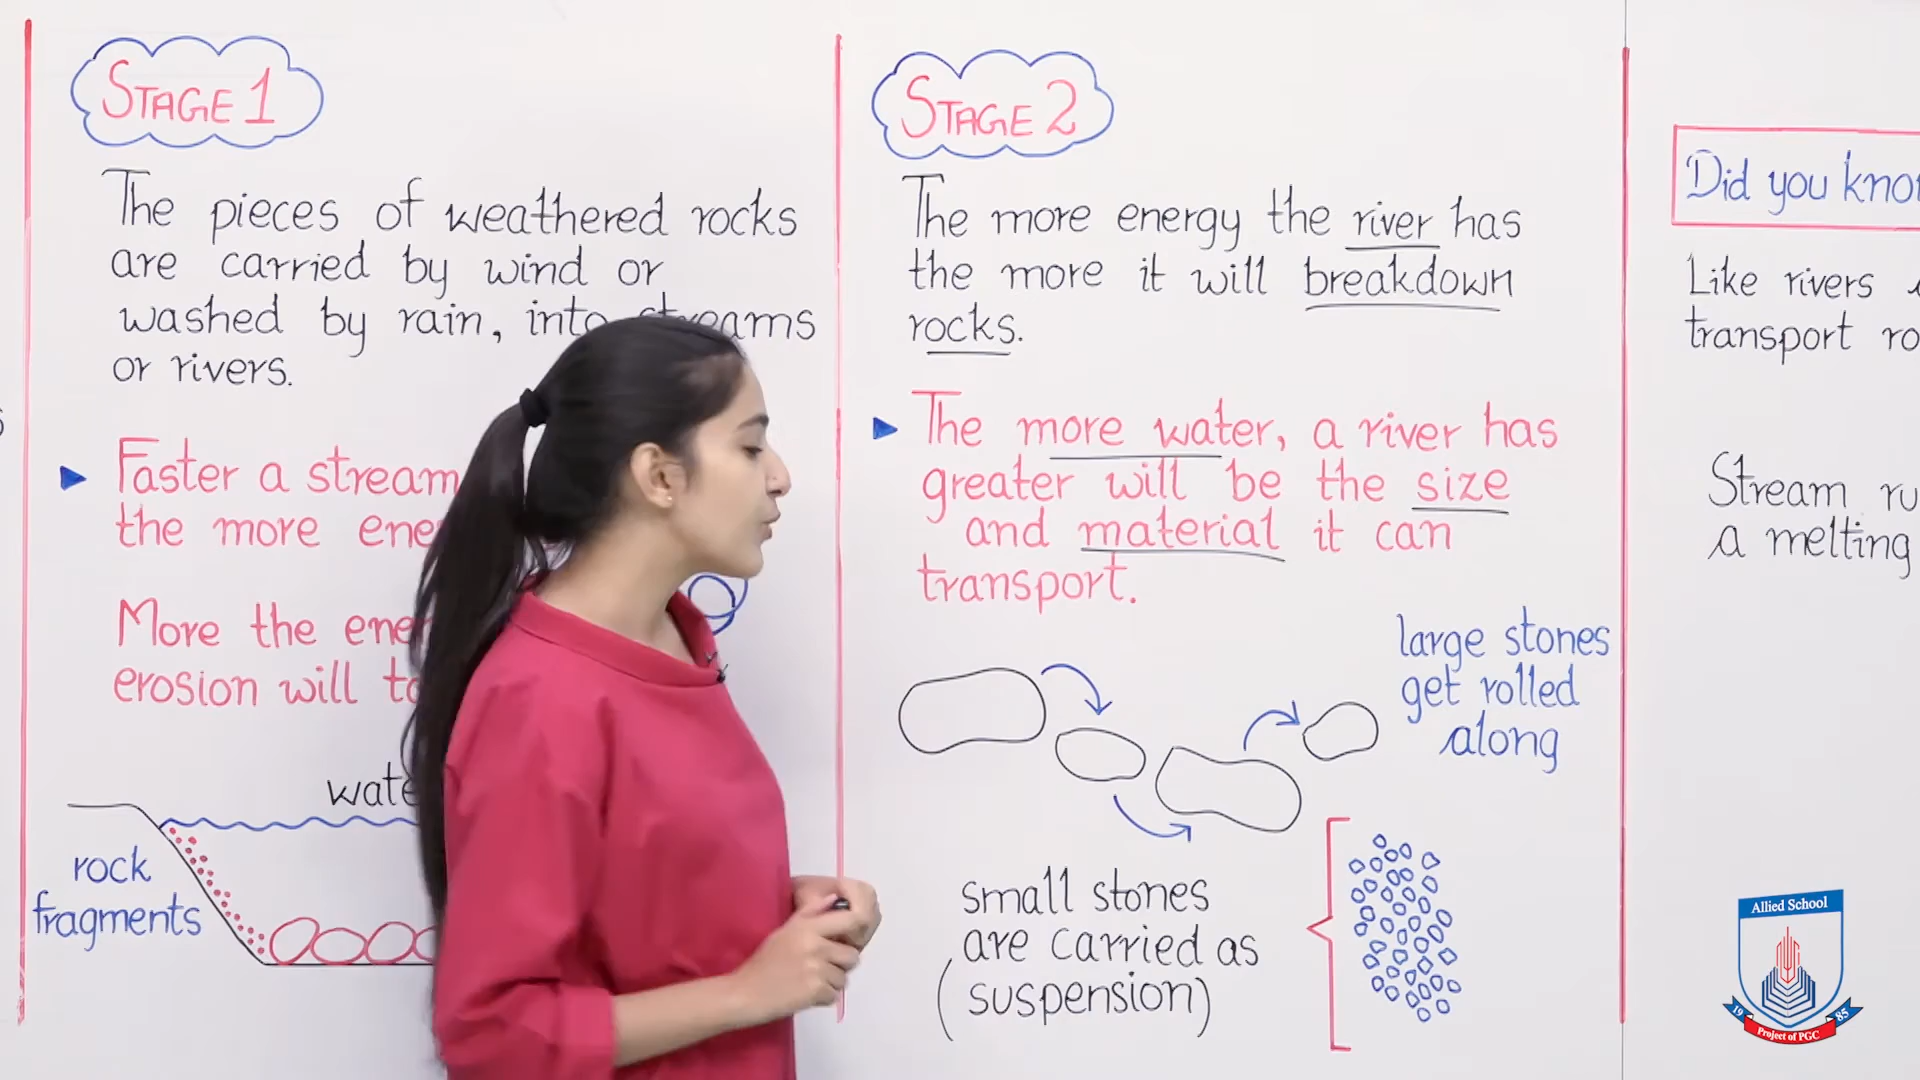 STAGE 1
The pieces of weathered rocks
are carried by wind or
washed by rain, into streams
or rivers.
Faster a stream
the more
More the
erosion will
rock
fragments
STAGE 2
The more energy the river has
the more it will breakdown
rocks.
The more water, a river has
greater will be the size
and material it can
transport.
large stones
get rolled
along
small stones
are carried as
(suspension)
Did you
Like rivers
transport
Stream
a melting
Allied School
19 85
Project of PGC